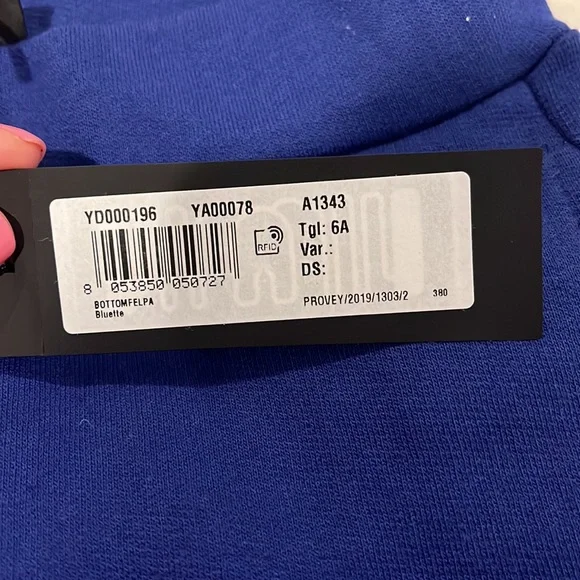 YD000196 YA00078 A1343
RFID
Tgl: 6A
Var.:
DS:
8 053850 050727
BOTTOMFELPA
Bluette
PROVEY/2019/1303/2 380